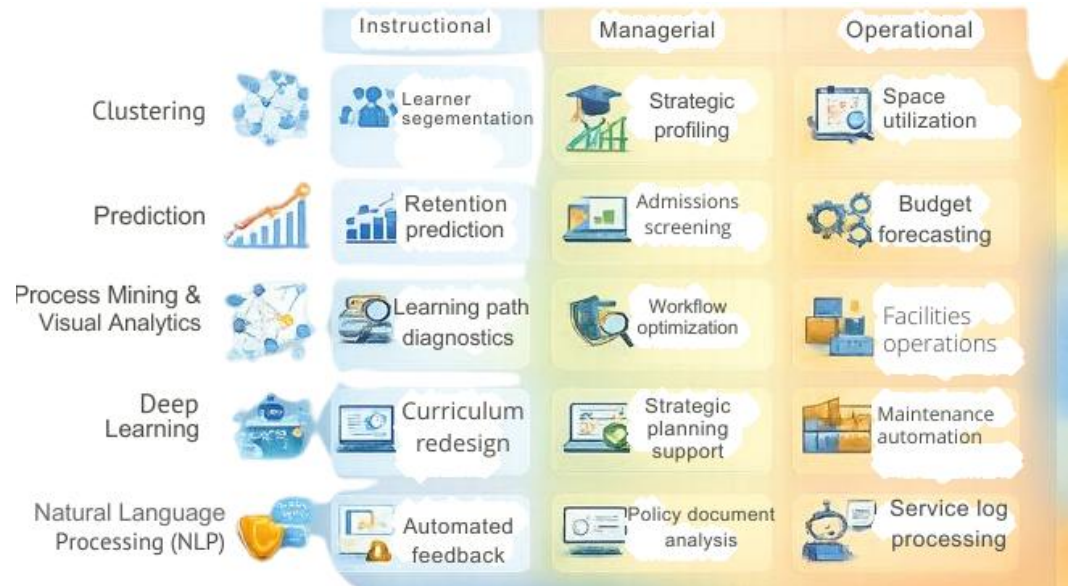 Instructional
Managerial
Operational
Clustering
Learner
segementation
Strategic
profiling
Space
utilization
Prediction
Retention
prediction
Admissions
screening
Budget
forecasting
Process Mining &
Visual Analytics
Learning path
diagnostics
Workflow
optimization
Facilities
operations
Deep
Learning
Curriculum
redesign
Strategic
planning
support
Maintenance
automation
Natural Language
Processing (NLP)
Automated
feedback
Policy document
analysis
Service log
processing